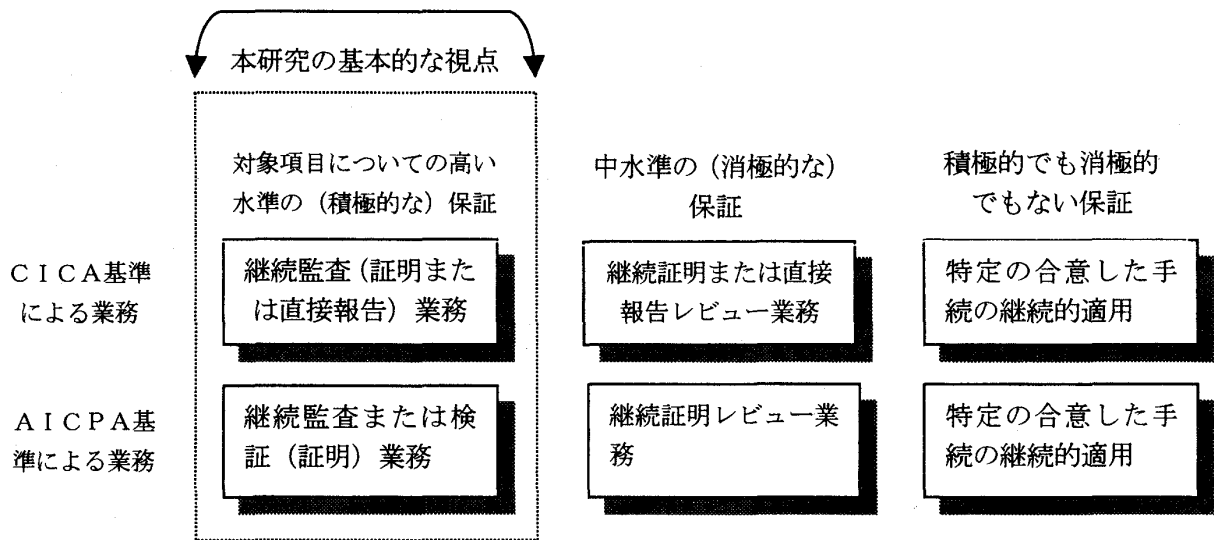 本研究の基本的な視点
対象項目についての高い
水準の（積極的な）保証
中水準の（消極的な）
保証
積極的でも消極的
でもない保証
ＣＩＣＡ基準
による業務
継続監査（証明また
は直接報告）業務
継続証明または直接
報告レビュー業務
特定の合意した手
続の継続的適用
ＡＩＣＰＡ基
準による業務
継続監査または検
証（証明）業務
継続証明レビュー業
務
特定の合意した手
続の継続的適用